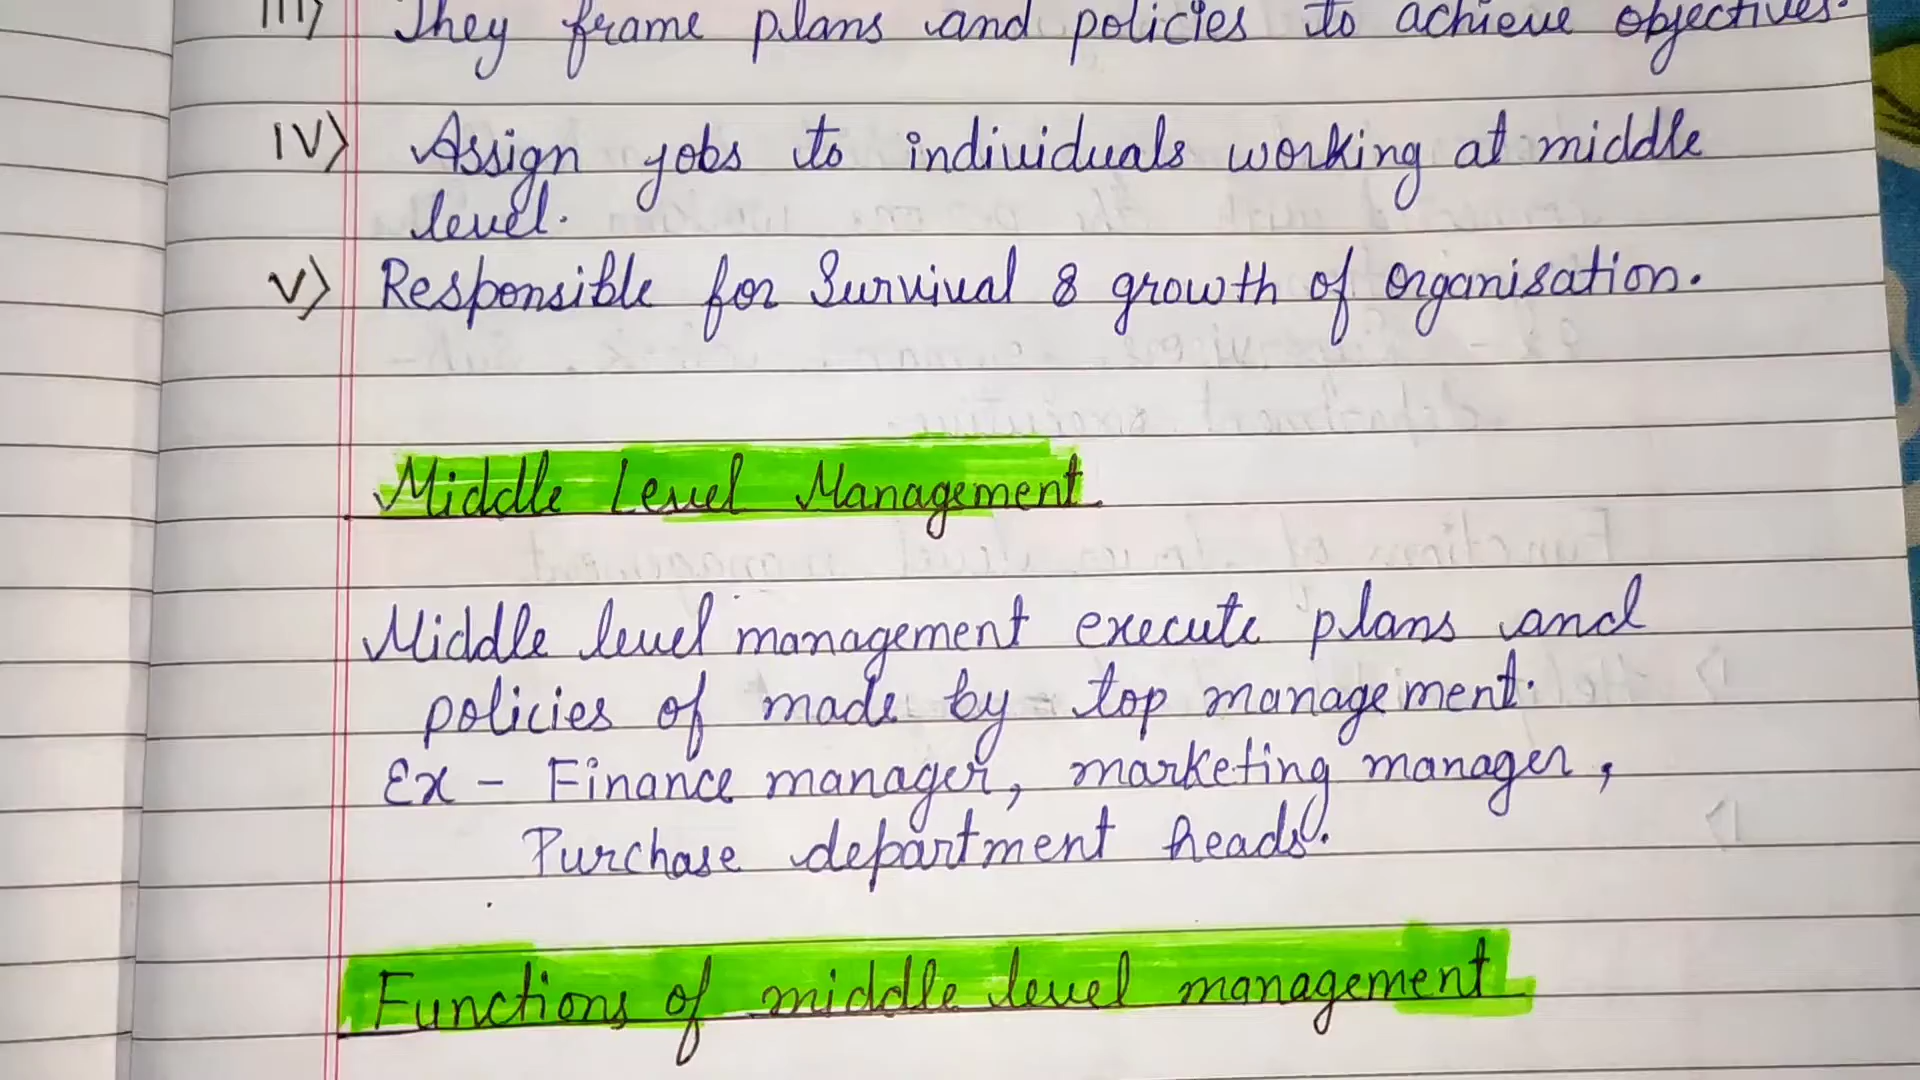 III) They frame plans and policies to achieve objectives.
IV) Assign jobs to individuals working at middle
level.
V) Responsible for Survival & growth of organisation.
Middle Level Management
Middle level management execute plans and
policies of made by top management.
Ex - Finance manager, marketing manager,
Purchase department heads.
Functions of middle level management